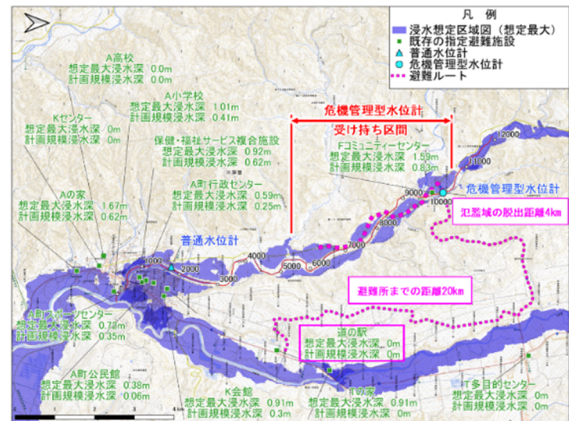 凡 例
浸水想定区域図（想定最大）
既存の指定避難施設
普通水位計
危機管理型水位計
避難ルート
A高校
想定最大浸水深 0.0m
計画規模浸水深 0.0m
A小学校
想定最大浸水深 1.01m
計画規模浸水深 0.41m
Kセンター
想定最大浸水深 0m
計画規模浸水深 0m
保健・福祉サービス複合施設
想定最大浸水深 0.92m
計画規模浸水深 0.62m
危機管理型水位計
受け持ち区間
Fコミュニティーセンター
想定最大浸水深 1.59m
計画規模浸水深 0.83m
Aの家
想定最大浸水深 1.67m
計画規模浸水深 0.62m
A町行政センター
想定最大浸水深 0.59m
計画規模浸水深 0.25m
普通水位計
危機管理型水位計
氾濫域の脱出距離4km
避難所までの距離20km
12000
11000
10000
9000
8000
7000
6000
5000
4000
2000
町スポーツセンター
想定最大浸水深 0.73m
計画規模浸水深 0.35m
道の駅
想定最大浸水深 0m
計画規模浸水深 0m
A町公民館
想定最大浸水深 0.38m
計画規模浸水深 0.06m
K会館
想定最大浸水深 0.91m
計画規模浸水深 0.3m
の家
想定最大浸水深 0.91m
計画規模浸水深 0m
T多目的センター
想定最大浸水深 0m
計画規模浸水深 0m